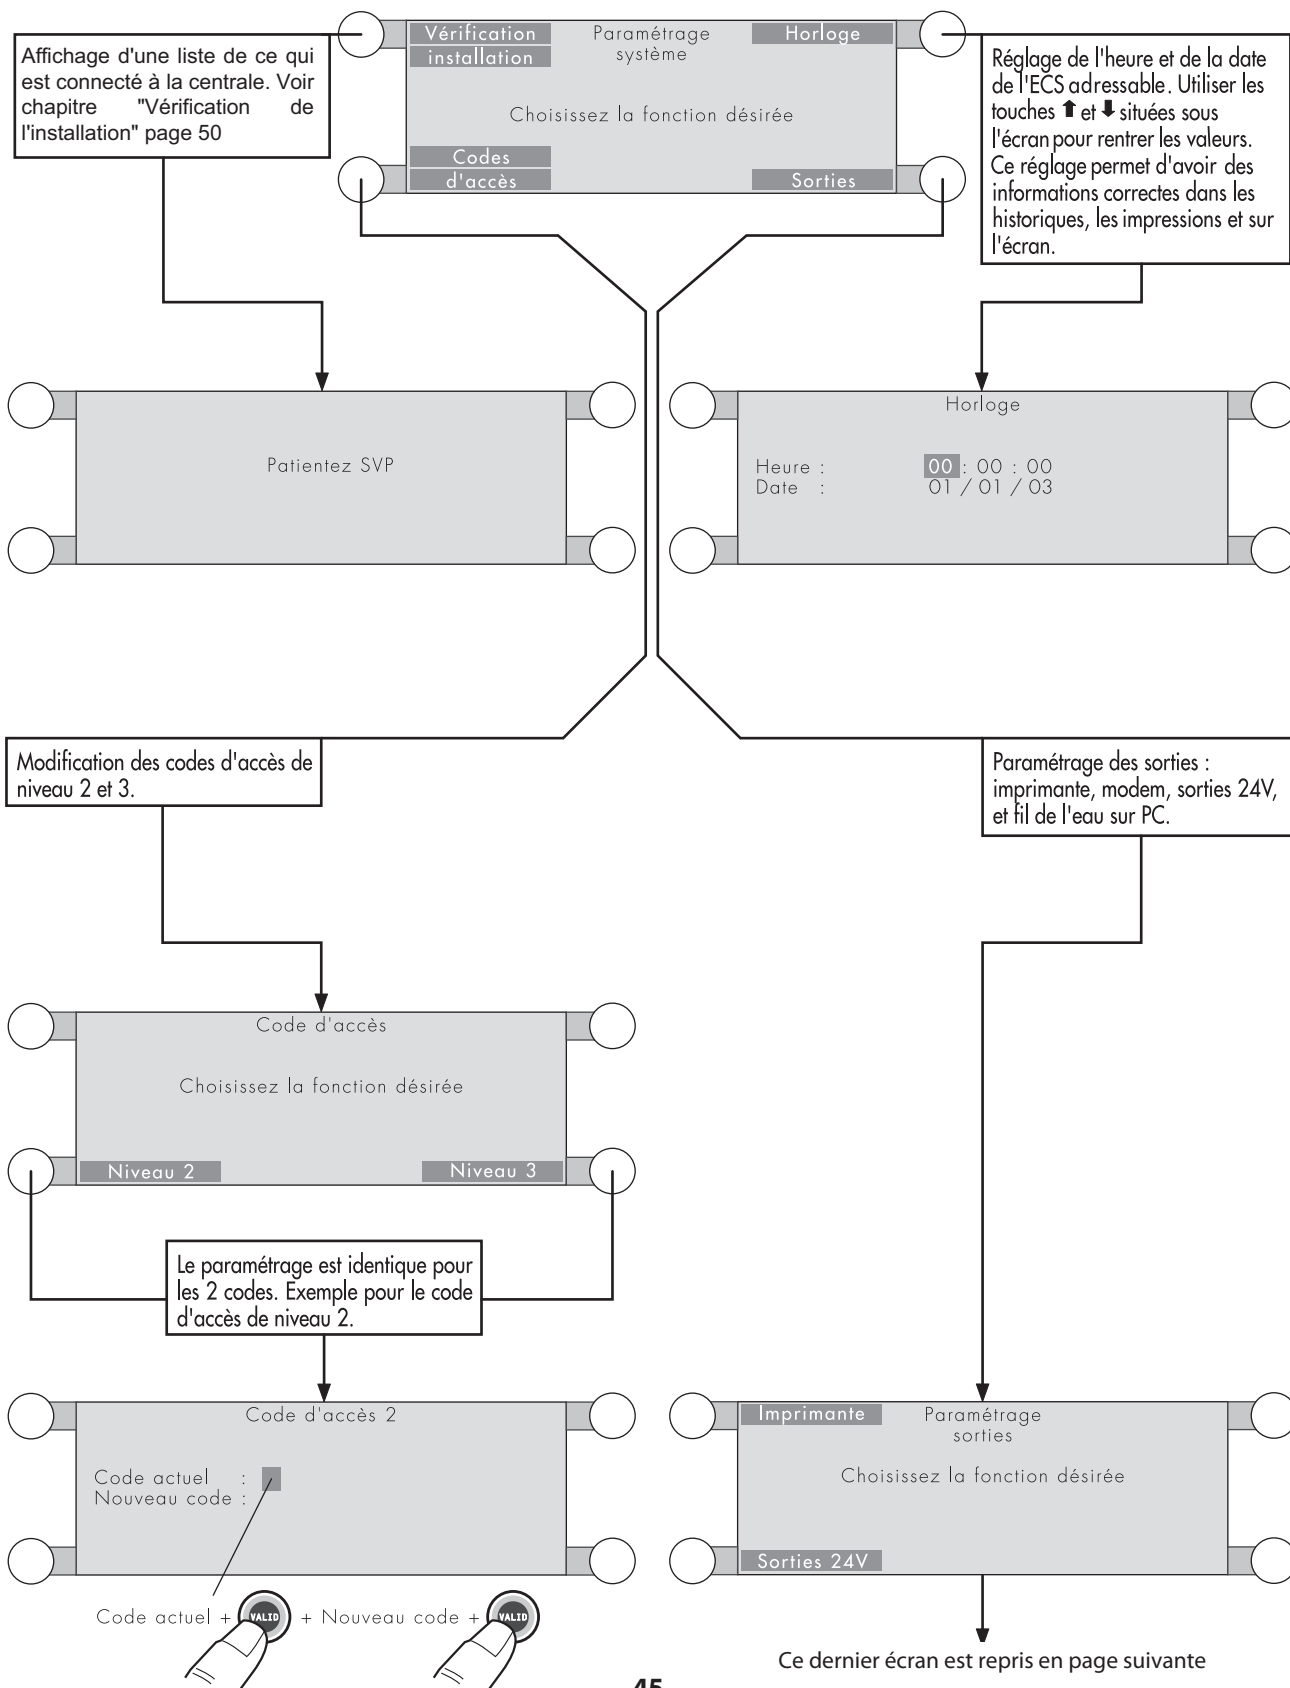 Affichage d'une liste de ce qui
est connecté à la centrale. Voir
chapitre "Vérification de
l'installation" page 50
Vérification
installation
Paramétrage
système
Horloge
Choisissez la fonction désirée
Codes
d'accès
Sorties
Réglage de l'heure et de la date
de l'ECS adressable. Utiliser les
touches ⬆ et ⬇ situées sous
l'écran pour rentrer les valeurs.
Ce réglage permet d'avoir des
informations correctes dans les
historiques, les impressions et sur
l'écran.
Patientez SVP
Horloge
Heure : 00 : 00 : 00
Date : 01 / 01 / 03
Modification des codes d'accès de
niveau 2 et 3.
Paramétrage des sorties :
imprimante, modem, sorties 24V,
et fil de l'eau sur PC.
Code d'accès
Choisissez la fonction désirée
Niveau 2
Niveau 3
Le paramétrage est identique pour
les 2 codes. Exemple pour le code
d'accès de niveau 2.
Code d'accès 2
Code actuel :
Nouveau code :
Code actuel + VALID + Nouveau code + VALID
Imprimante
Paramétrage
sorties
Choisissez la fonction désirée
Sorties 24V
Ce dernier écran est repris en page suivante
45